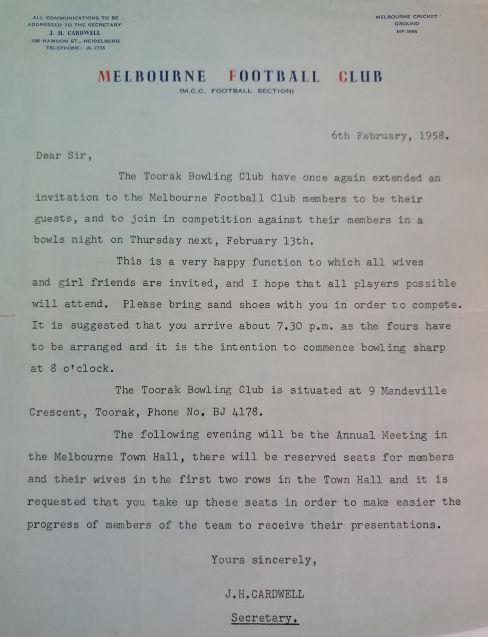 ALL COMMUNICATIONS TO BE
ADDRESSED TO THE SECRETARY
J. H. CARDWELL
HAWDON ST., HEIDELBERG
TELEPHONE: JL
MELBOURNE CRICKET
GROUND
MELBOURNE FOOTBALL CLUB
(M.C.C. FOOTBALL SECTION)
6th February, 1958.
Dear Sir,
The Toorak Bowling Club have once again extended an
invitation to the Melbourne Football Club members to be their
guests, and to join in competition against their members in a
bowls night on Thursday next, February 13th.
This is a very happy function to which all wives
and girl friends are invited, and I hope that all players possible
will attend. Please bring sand shoes with you in order to compete.
It is suggested that you arrive about 7.30 p.m. as the fours have
to be arranged and it is the intention to commence bowling sharp
at 8 o'clock.
The Toorak Bowling Club is situated at 9 Mandeville
Crescent, Toorak, Phone No. BJ 4178.
The following evening will be the Annual Meeting in
the Melbourne Town Hall, there will be reserved seats for members
and their wives in the first two rows in the Town Hall and it is
requested that you take up these seats in order to make easier the
progress of members of the team to receive their presentations.
Yours sincerely,
J.H.CARDWELL
Secretary.